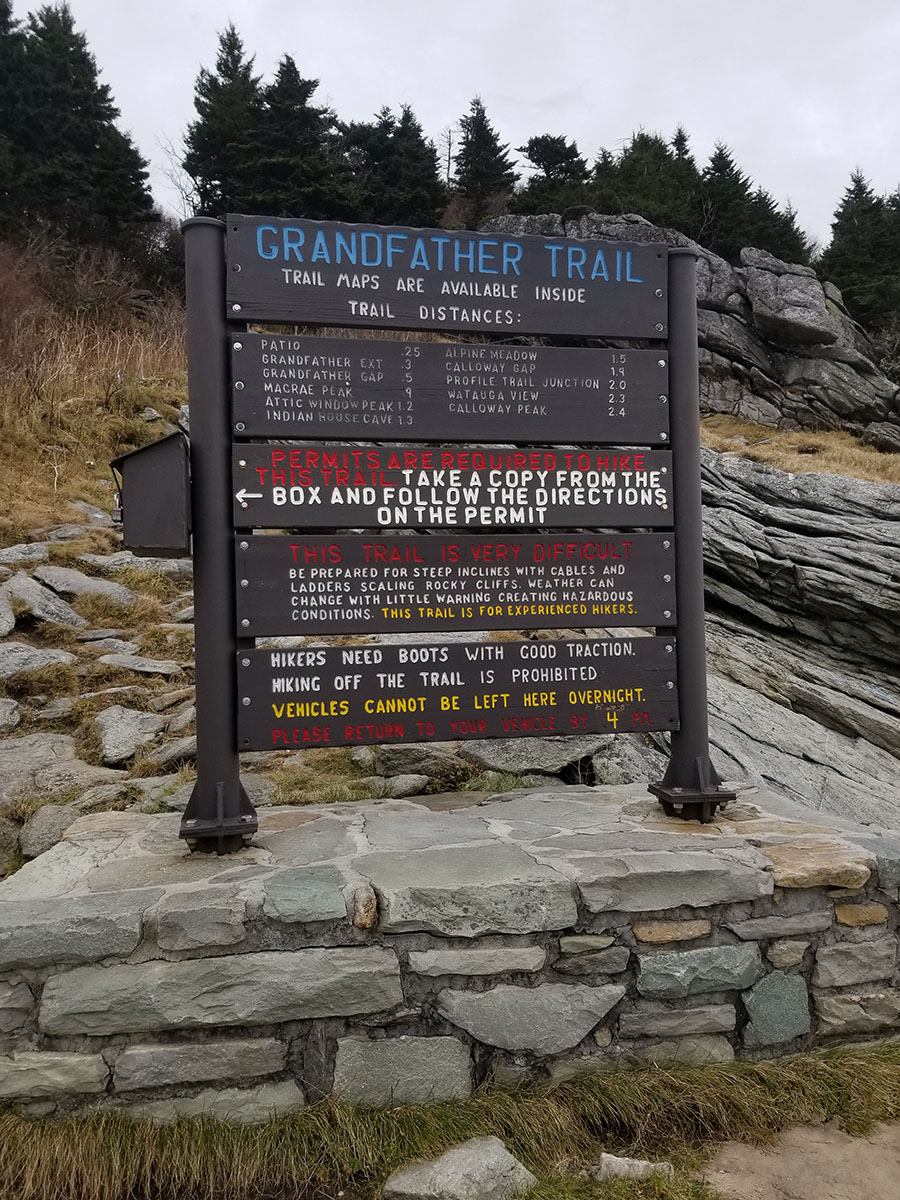 GRANDFATHER TRAIL
TRAIL MAPS ARE AVAILABLE INSIDE
TRAIL DISTANCES:
PATIO .25
GRANDFATHER EXT .3
GRANDFATHER GAP .5
MACRAE PEAK .9
ATTIC WINDOW PEAK 1.2
INDIAN HOUSE CAVE 1.3
ALPINE MEADOW 1.5
CALLOWAY GAP 1.9
PROFILE TRAIL JUNCTION 2.0
WATAUGA VIEW 2.3
CALLOWAY PEAK 2.4
PERMITS ARE REQUIRED TO HIKE
THIS TRAIL. TAKE A COPY FROM THE
← BOX AND FOLLOW THE DIRECTIONS
ON THE PERMIT
THIS TRAIL IS VERY DIFFICULT
BE PREPARED FOR STEEP INCLINES WITH CABLES AND
LADDERS SCALING ROCKY CLIFFS. WEATHER CAN
CHANGE WITH LITTLE WARNING CREATING HAZARDOUS
CONDITIONS. THIS TRAIL IS FOR EXPERIENCED HIKERS.
HIKERS NEED BOOTS WITH GOOD TRACTION.
HIKING OFF THE TRAIL IS PROHIBITED
VEHICLES CANNOT BE LEFT HERE OVERNIGHT.
PLEASE RETURN TO YOUR VEHICLE BY 4 PM.